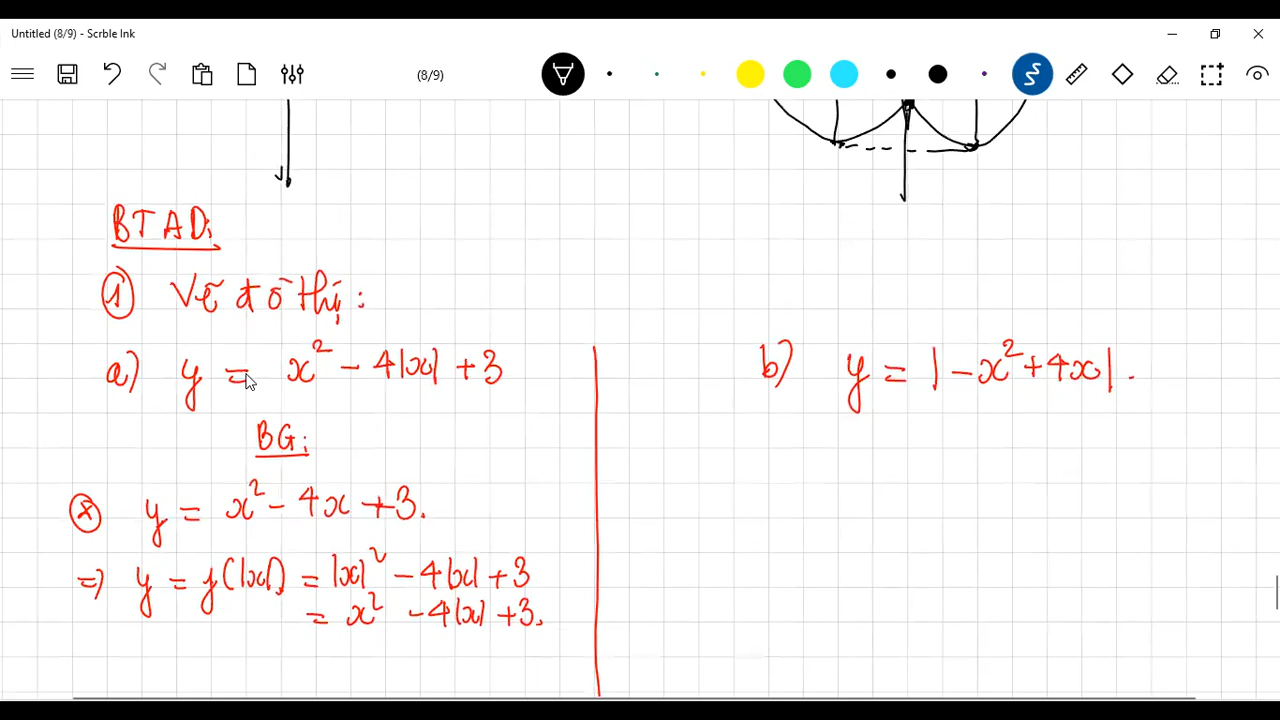 Untitled (8/9) - Scrble Ink
(8/9)
BTAD:
① Vẽ đồ thị:
a) y = x² - 4|x| + 3
BG:
⊗ y = x² - 4x + 3.
=) y = f(|x|) = |x|² - 4|x| + 3
= x² - 4|x| + 3.
b) y = |-x² + 4x|.